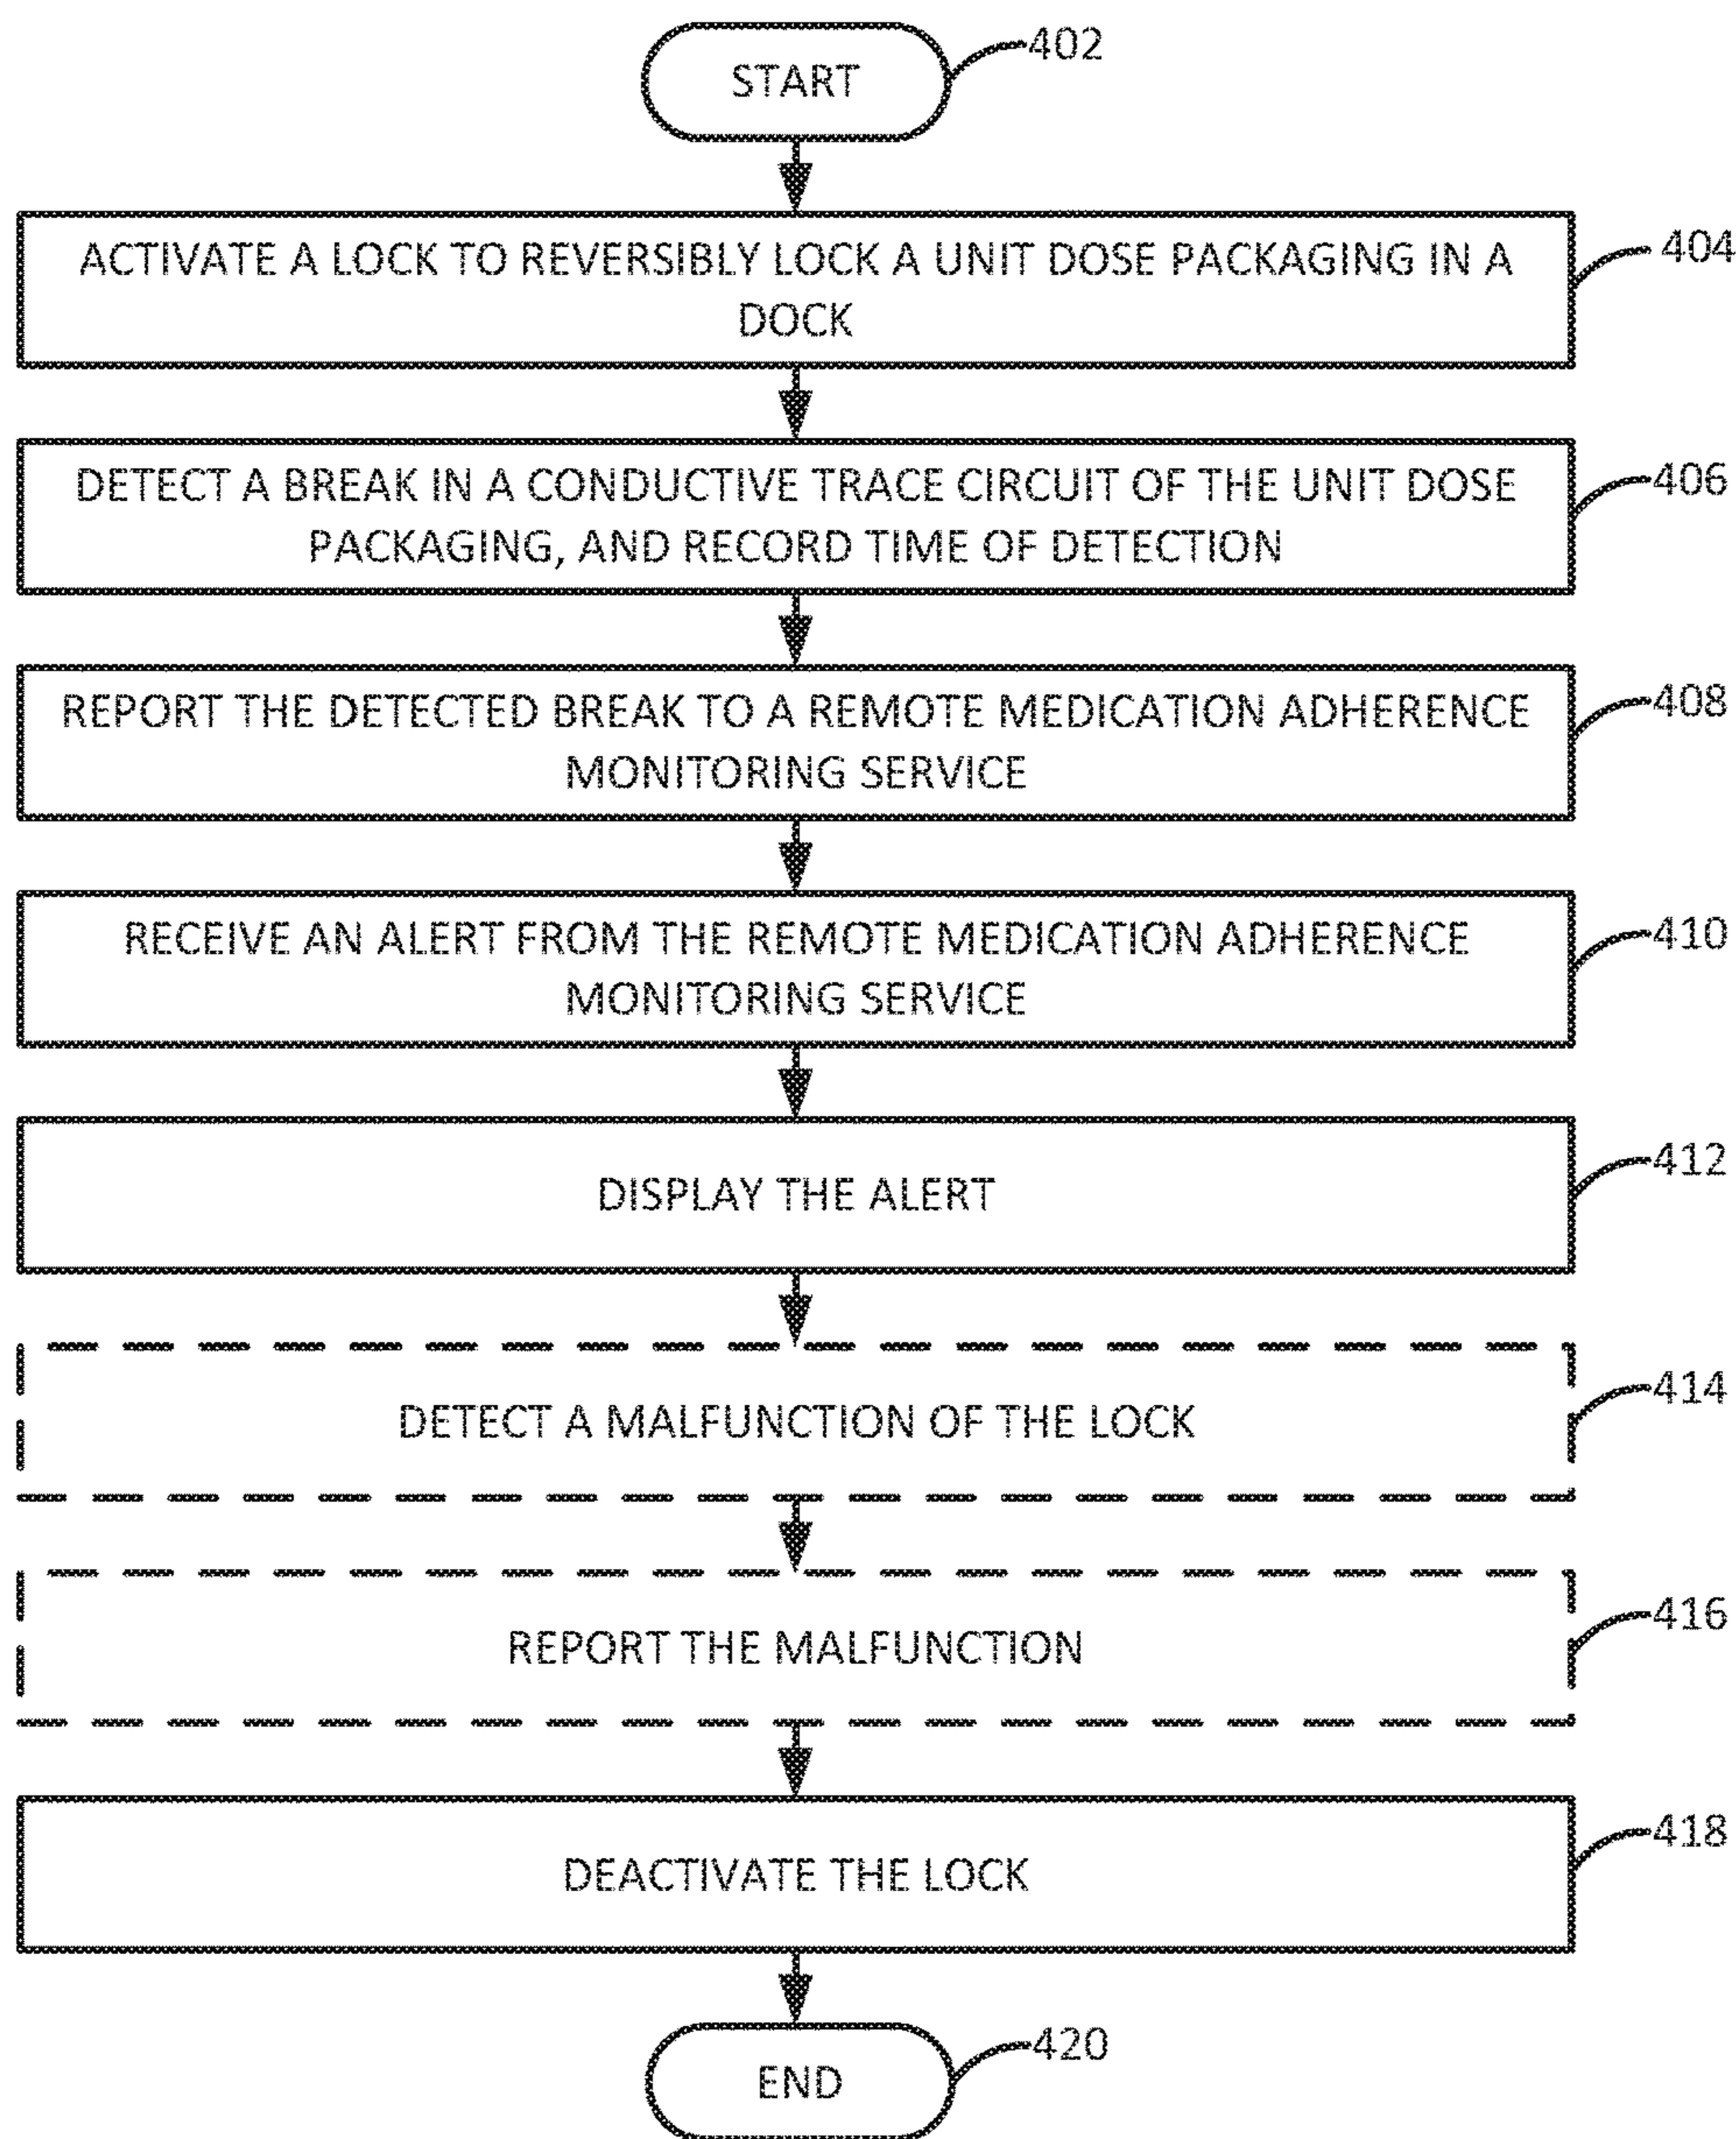 START
402
ACTIVATE A LOCK TO REVERSIBLY LOCK A UNIT DOSE PACKAGING IN A
DOCK
404
DETECT A BREAK IN A CONDUCTIVE TRACE CIRCUIT OF THE UNIT DOSE
PACKAGING, AND RECORD TIME OF DETECTION
406
REPORT THE DETECTED BREAK TO A REMOTE MEDICATION ADHERENCE
MONITORING SERVICE
408
RECEIVE AN ALERT FROM THE REMOTE MEDICATION ADHERENCE
MONITORING SERVICE
410
DISPLAY THE ALERT
412
DETECT A MALFUNCTION OF THE LOCK
414
REPORT THE MALFUNCTION
416
DEACTIVATE THE LOCK
418
END
420